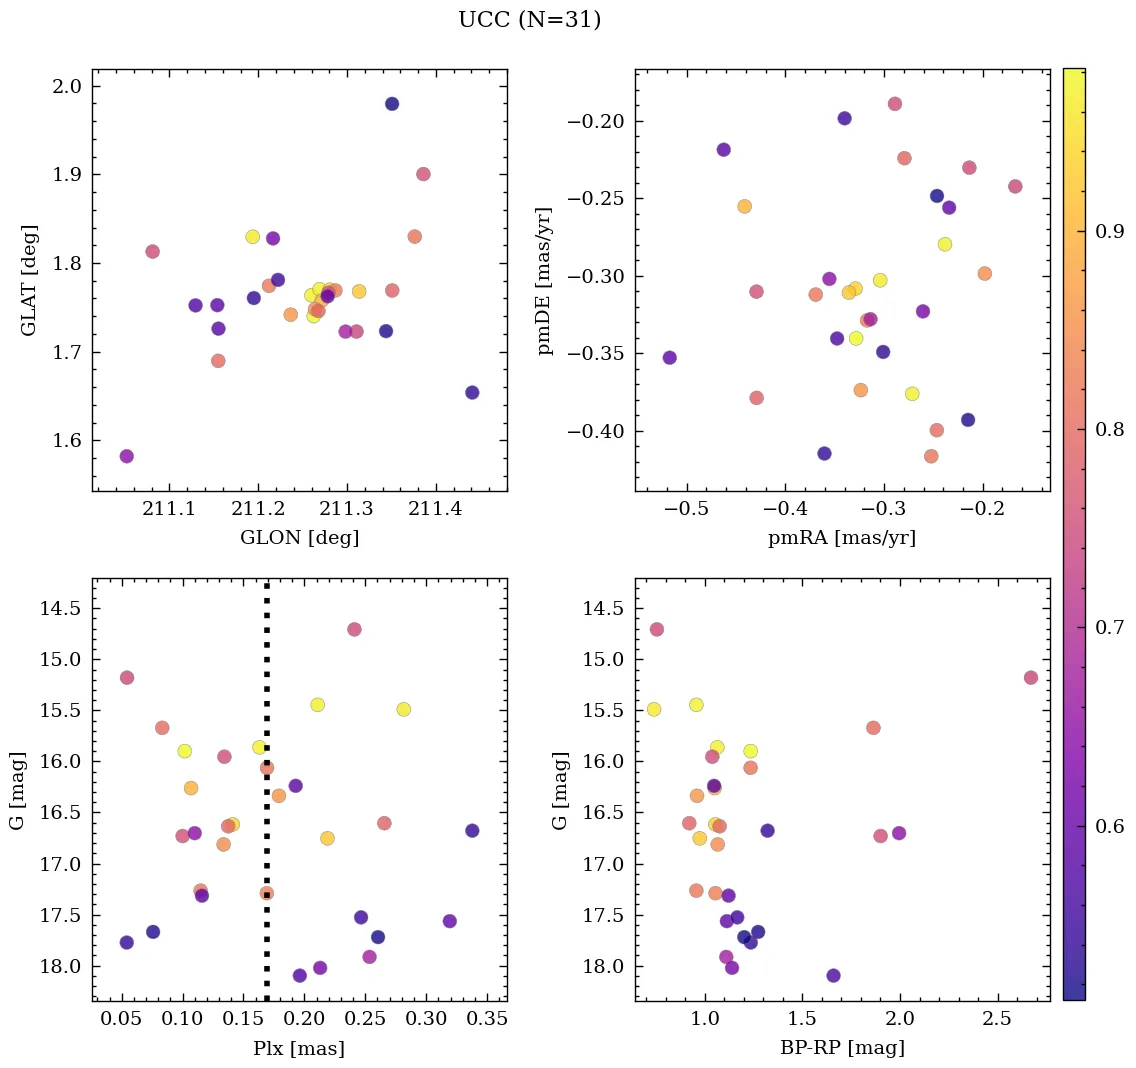 UCC (N=31)
2.0
1.9
1.8
1.7
1.6
GLAT [deg]
211.1 211.2 211.3 211.4
GLON [deg]
−0.20
−0.25
−0.30
−0.35
−0.40
pmDE [mas/yr]
−0.5 −0.4 −0.3 −0.2
pmRA [mas/yr]
14.5
15.0
15.5
16.0
16.5
17.0
17.5
18.0
G [mag]
0.05 0.10 0.15 0.20 0.25 0.30 0.35
Plx [mas]
14.5
15.0
15.5
16.0
16.5
17.0
17.5
18.0
G [mag]
1.0 1.5 2.0 2.5
BP-RP [mag]
0.9
0.8
0.7
0.6